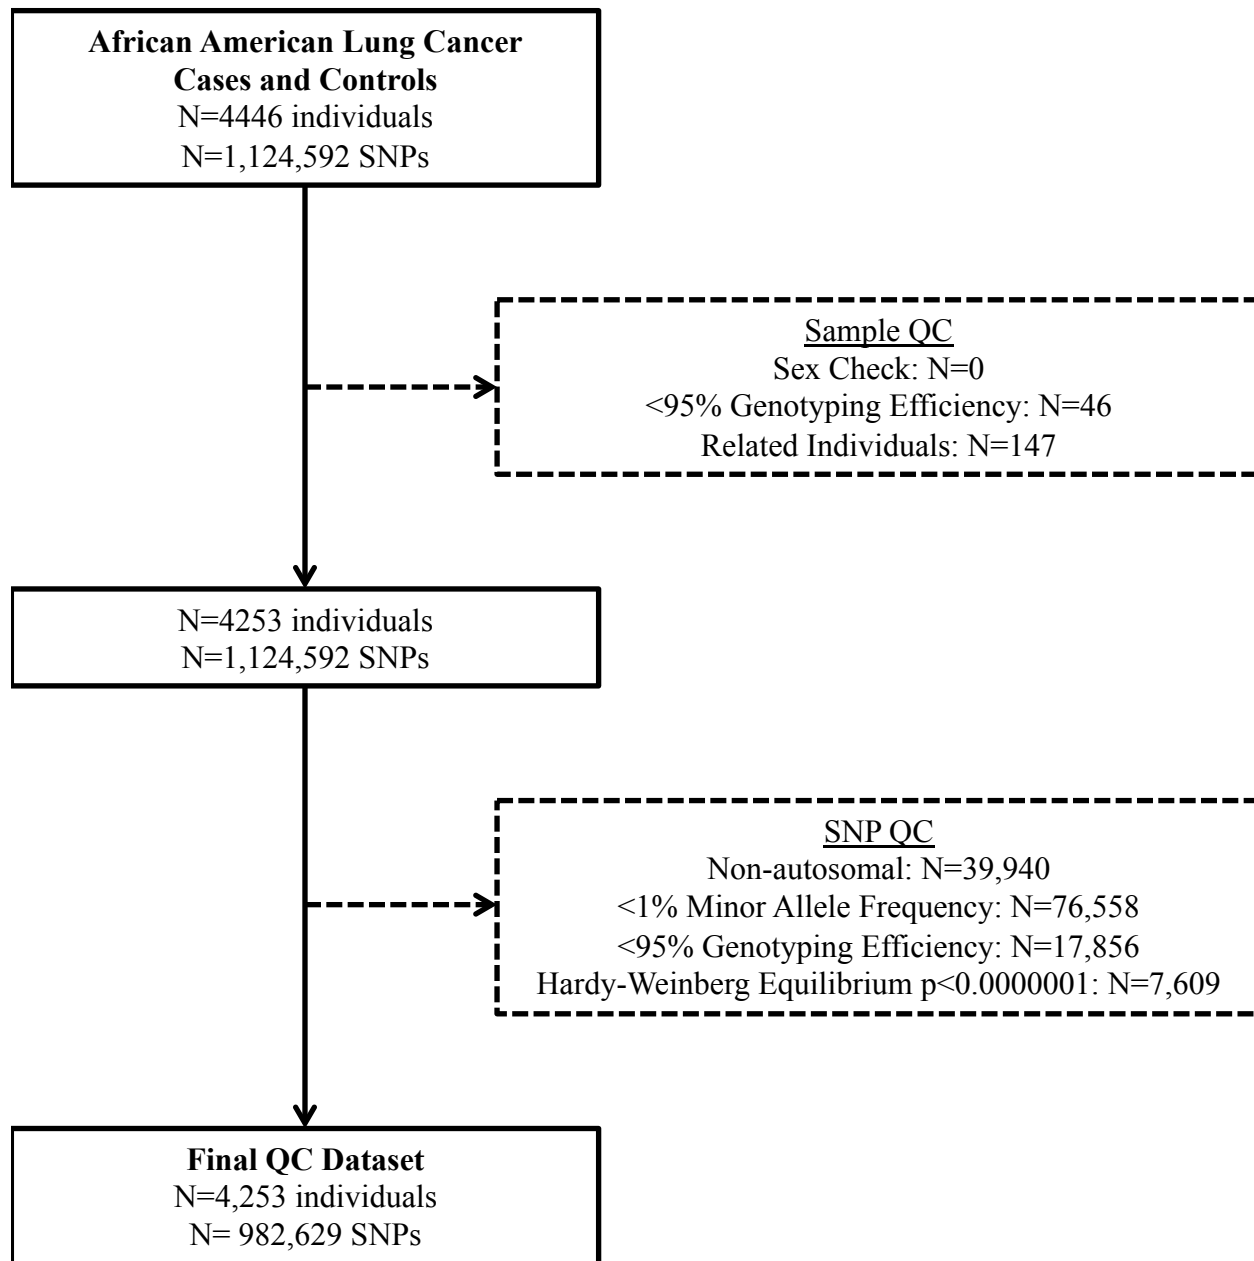 African American Lung Cancer
Cases and Controls
N=4446 individuals
N=1,124,592 SNPs
Sample QC
Sex Check: N=0
<95% Genotyping Efficiency: N=46
Related Individuals: N=147
N=4253 individuals
N=1,124,592 SNPs
SNP QC
Non-autosomal: N=39,940
<1% Minor Allele Frequency: N=76,558
<95% Genotyping Efficiency: N=17,856
Hardy-Weinberg Equilibrium p<0.0000001: N=7,609
Final QC Dataset
N=4,253 individuals
N= 982,629 SNPs